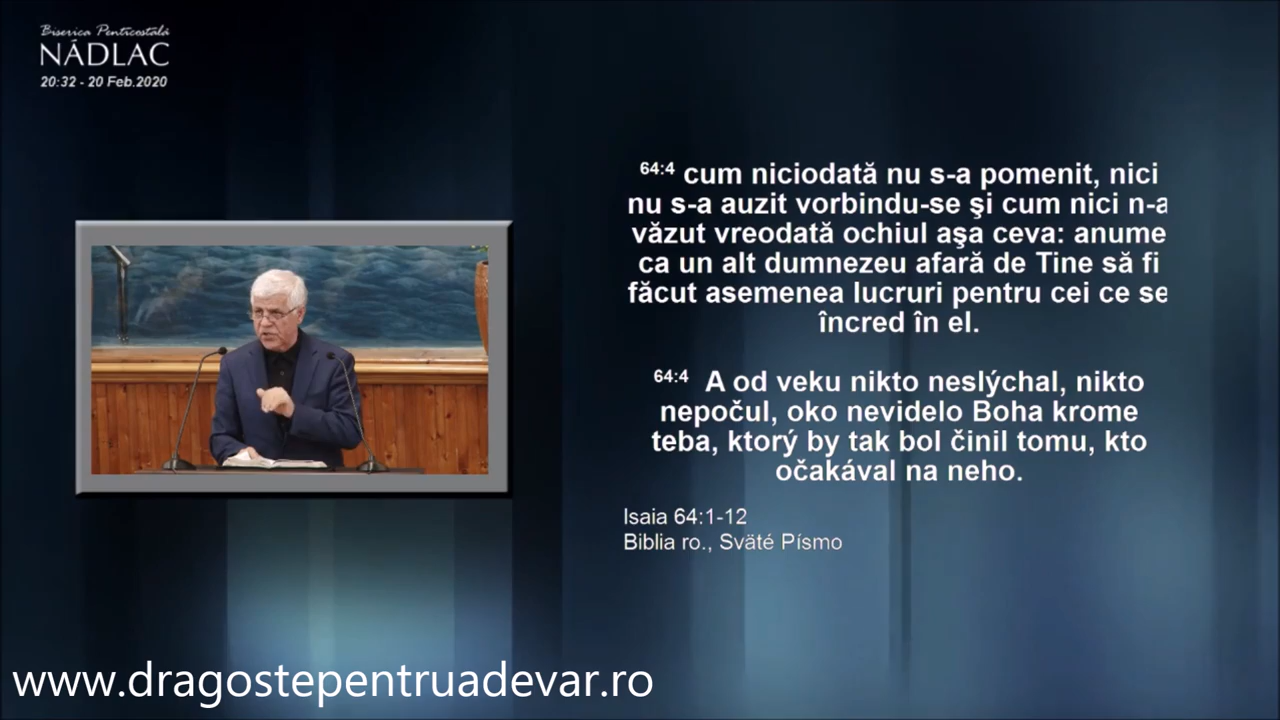 Biserica Penticostală
NĂDLAC
20:32 - 20 Feb.2020
64:4 cum niciodată nu s-a pomenit, nici
nu s-a auzit vorbindu-se şi cum nici n-a
văzut vreodată ochiul aşa ceva: anume
ca un alt dumnezeu afară de Tine să fi
făcut asemenea lucruri pentru cei ce se
încred în el.
64:4 A od veku nikto neslýchal, nikto
nepočul, oko nevidelo Boha krome
teba, ktorý by tak bol činil tomu, kto
očakával na neho.
Isaia 64:1-12
Biblia ro., Sväté Písmo
www.dragostepentruadevar.ro